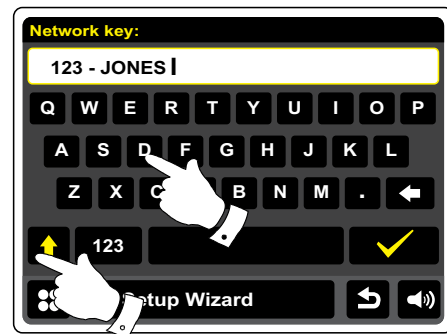 Network key:
123 - JONES
Q W E R T Y U I O P
A S D F G H J K L
Z X C B N M .
123
Setup Wizard